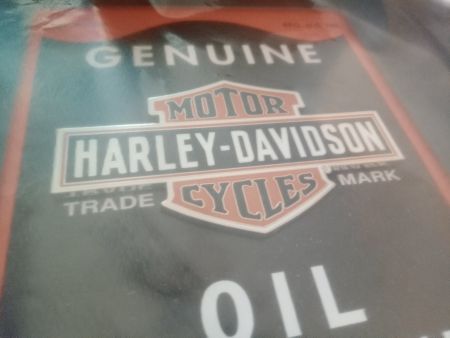 GENUINE
MOTOR
HARLEY-DAVIDSON
TRADE MARK
CYCLES
OIL